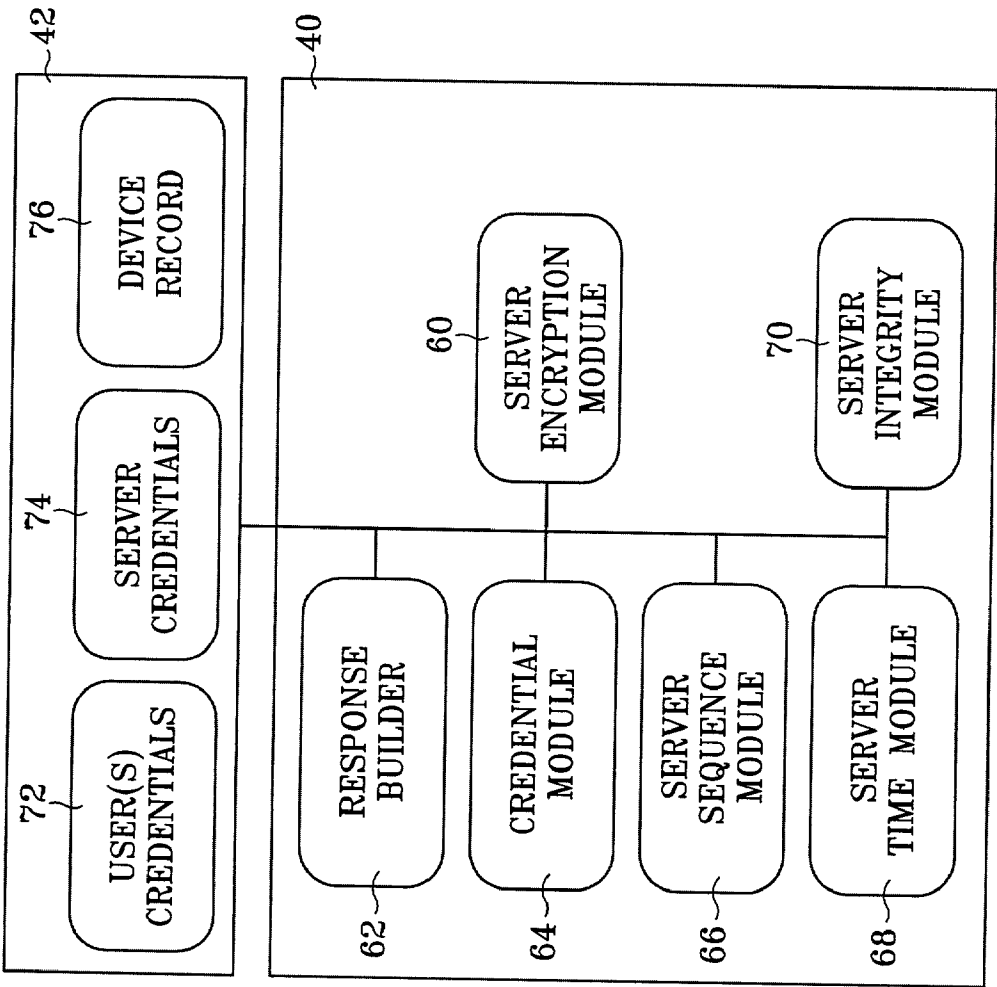 42
72
USER(S)
CREDENTIALS
74
SERVER
CREDENTIALS
76
DEVICE
RECORD
40
62
RESPONSE
BUILDER
64
CREDENTIAL
MODULE
60
SERVER
ENCRYPTION
MODULE
66
SERVER
SEQUENCE
MODULE
68
SERVER
TIME MODULE
70
SERVER
INTEGRITY
MODULE